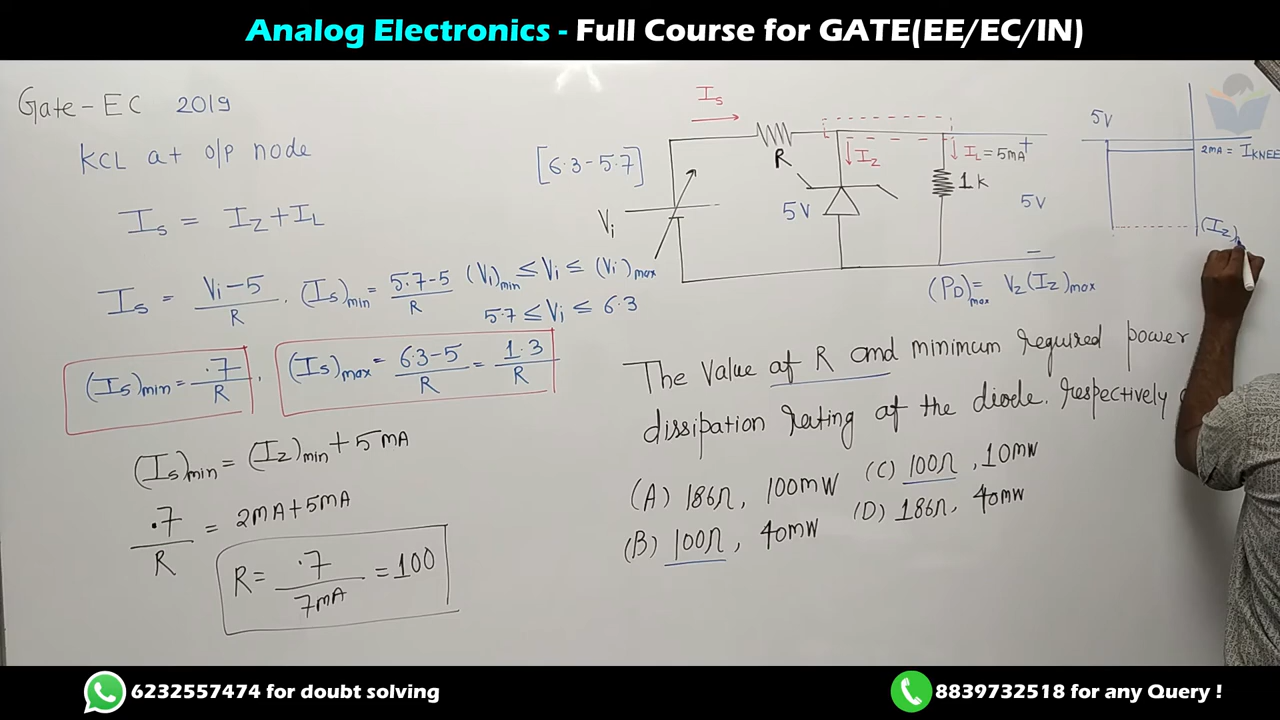 Analog Electronics - Full Course for GATE(EE/EC/IN)
Gate-EC 2019
KCL at o/p node
Is = Iz+IL
Is = Vi-5/R , (Is)min = 5.7-5/R
(Vi)min ≤ Vi ≤ (Vi)max
5.7 ≤ Vi ≤ 6.3
(Is)min = .7/R , (Is)max = 6.3-5/R = 1.3/R
(Is)min = (Iz)min + 5mA
.7/R = 2mA+5mA
R = .7/7mA = 100
Is
[6.3-5.7]
R
Iz
IL = 5mA
+
1k
Vi
5V
5V
-
5V
2mA = IKNEE
(Iz)
(PD)max = Vz(Iz)max
The Value of R and minimum required power
dissipation rating of the diode. respectively
(A) 186Ω, 100mW (C) 100Ω, 10mW
(B) 100Ω, 40mW (D) 186Ω, 40mW
6232557474 for doubt solving
8839732518 for any Query !